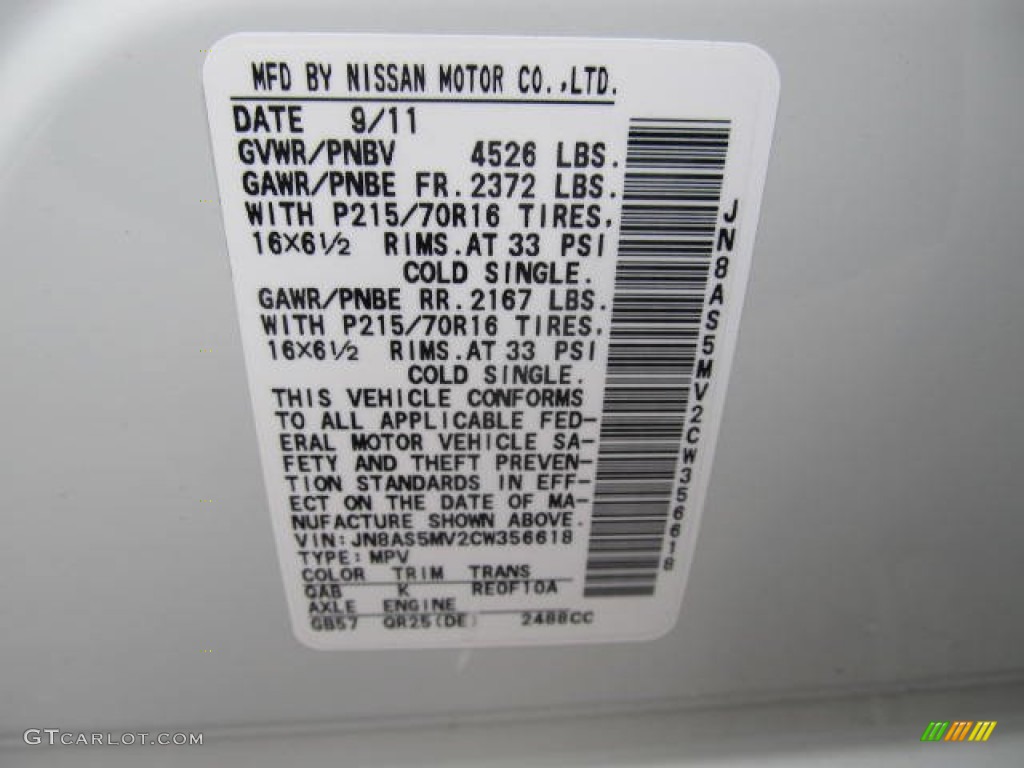 MFD BY NISSAN MOTOR CO.,LTD.
DATE 9/11
GVWR/PNBV 4526 LBS.
GAWR/PNBE FR. 2372 LBS.
WITH P215/70R16 TIRES,
16X6½ RIMS.AT 33 PSI
COLD SINGLE.
GAWR/PNBE RR. 2167 LBS.
WITH P215/70R16 TIRES,
16X6½ RIMS.AT 33 PSI
COLD SINGLE.
THIS VEHICLE CONFORMS
TO ALL APPLICABLE FED-
ERAL MOTOR VEHICLE SA-
FETY AND THEFT PREVEN-
TION STANDARDS IN EFF-
ECT ON THE DATE OF MA-
NUFACTURE SHOWN ABOVE.
VIN: JN8AS5MV2CW356618
TYPE: MPV
COLOR TRIM TRANS
QAB K RE0F10A
AXLE ENGINE
GB57 QR25(DE) 2488CC
JN8AS5MV2CW356618
GTCARLOT.COM